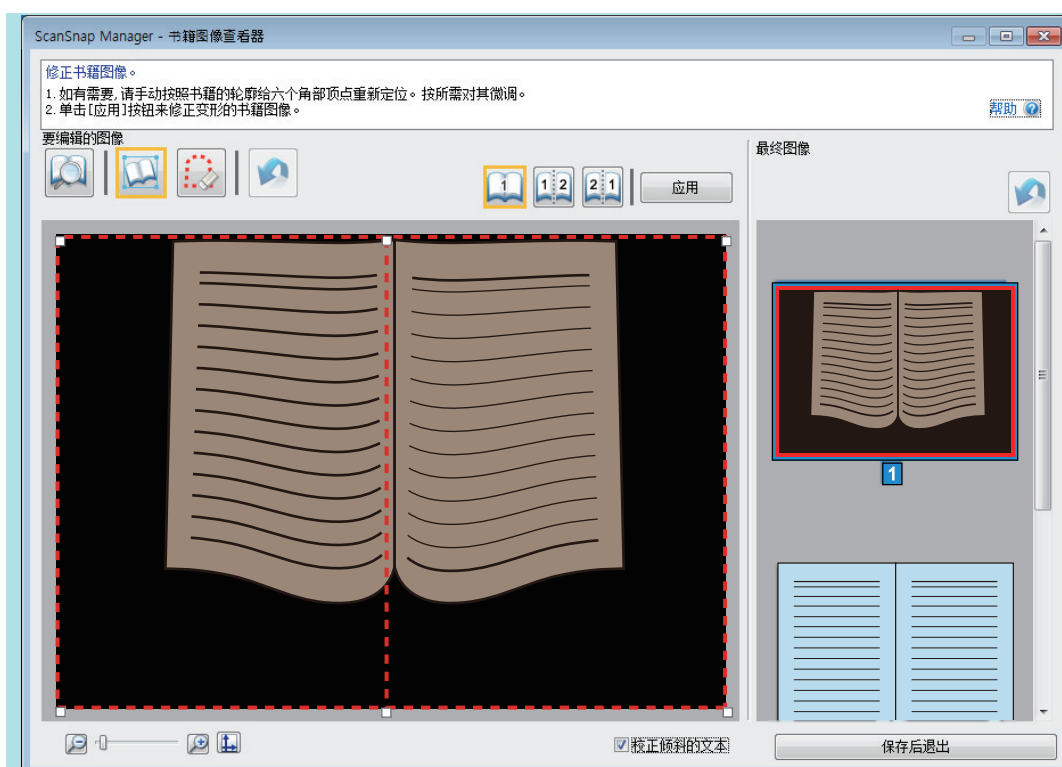 ScanSnap Manager - 书籍图像查看器
修正书籍图像。
1. 如有需要,请手动按照书籍的轮廓给六个角部顶点重新定位。按所需对其微调。
2. 单击[应用]按钮来修正变形的书籍图像。
帮助
要编辑的图像
最终图像
1
1 2
2 1
应用
1
校正倾斜的文本
保存后退出